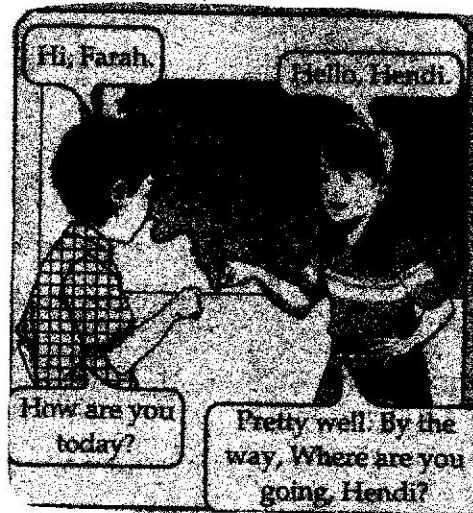 Hi, Farah.
Hello, Hendi.
How are you
today?
Pretty well. By the
way, Where are you
going, Hendi?